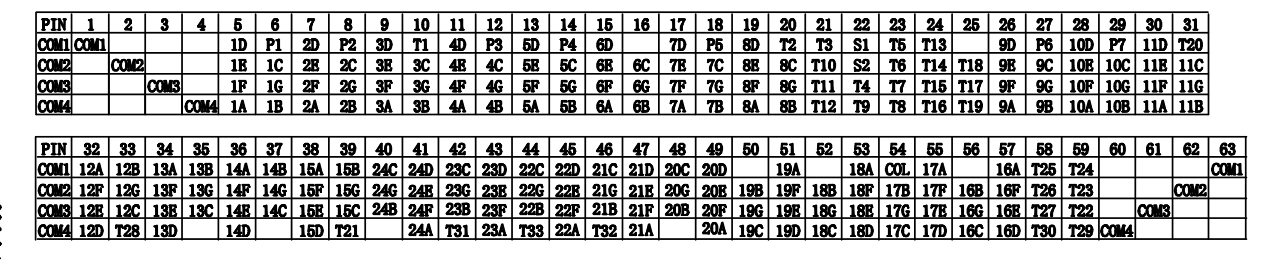 PIN 1 2 3 4 5 6 7 8 9 10 11 12 13 14 15 16 17 18 19 20 21 22 23 24 25 26 27 28 29 30 31
COM1 COM1 1D P1 2D P2 3D T1 4D P3 5D P4 6D 7D P5 8D T2 T3 S1 T5 T13 9D P6 10D P7 11D T20
COM2 COM2 1E 1C 2E 2C 3E 3C 4E 4C 5E 5C 6E 6C 7E 7C 8E 8C T10 S2 T6 T14 T18 9E 9C 10E 10C 11E 11C
COM3 COM3 1F 1G 2F 2G 3F 3G 4F 4G 5F 5G 6F 6G 7F 7G 8F 8G T11 T4 T7 T15 T17 9F 9G 10F 10G 11F 11G
COM4 COM4 1A 1B 2A 2B 3A 3B 4A 4B 5A 5B 6A 6B 7A 7B 8A 8B T12 T9 T8 T16 T19 9A 9B 10A 10B 11A 11B
PIN 32 33 34 35 36 37 38 39 40 41 42 43 44 45 46 47 48 49 50 51 52 53 54 55 56 57 58 59 60 61 62 63
COM1 12A 12B 13A 13B 14A 14B 15A 15B 24C 24D 23C 23D 22C 22D 21C 21D 20C 20D 19A 18A COL 17A 16A T25 T24 COM1
COM2 12F 12G 13F 13G 14F 14G 15F 15G 24G 24E 23G 23E 22G 22E 21G 21E 20G 20E 19B 19F 18B 18F 17B 17F 16B 16F T26 T23 COM2
COM3 12E 12C 13E 13C 14E 14C 15E 15C 24B 24F 23B 23F 22B 22F 21B 21F 20B 20F 19G 19E 18G 18E 17G 17E 16G 16E T27 T22 COM3
COM4 12D T28 13D 14D 15D T21 24A T31 23A T33 22A T32 21A 20A 19C 19D 18C 18D 17C 17D 16C 16D T30 T29 COM4